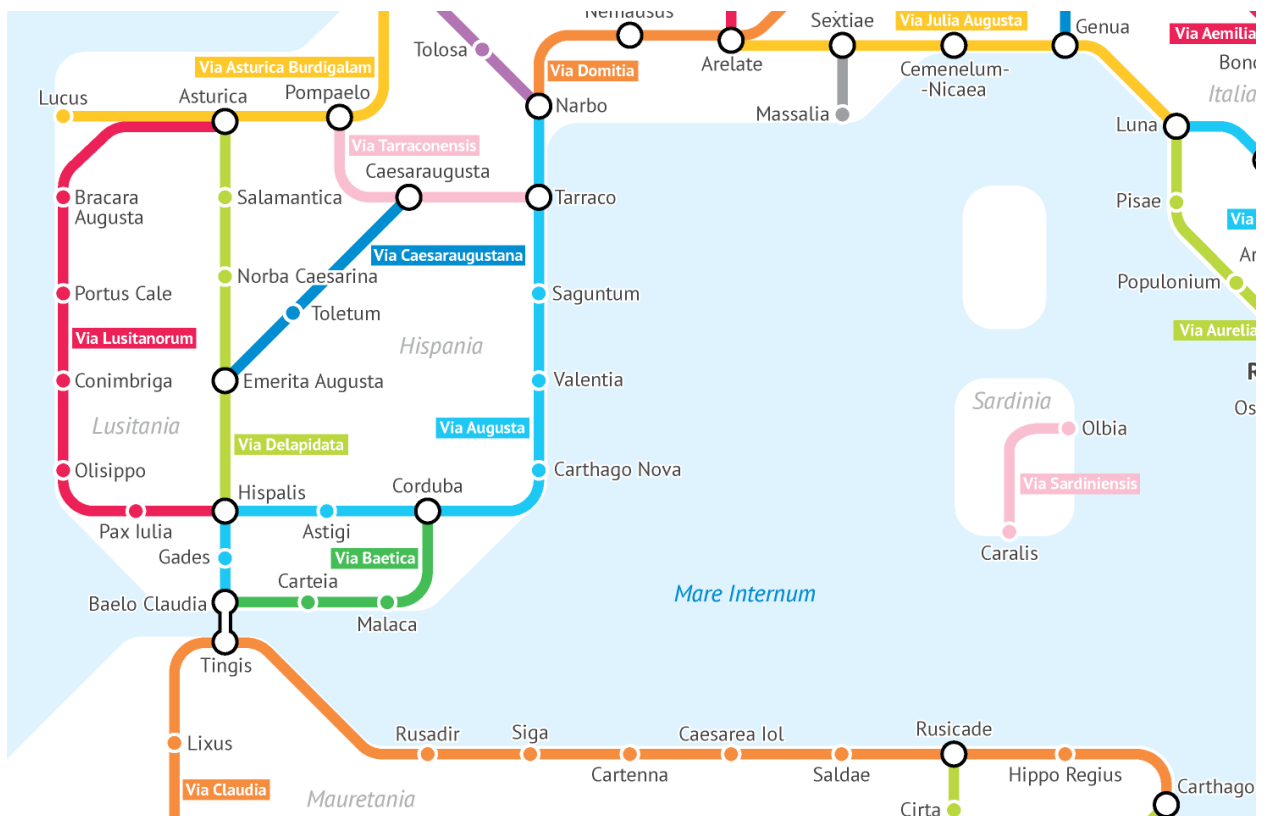 Nemausus
Sextiae
Via Julia Augusta
Genua
Via Aemilia
Tolosa
Via Asturica Burdigalam
Via Domitia
Arelate
Cemenelum-
-Nicaea
Italia
Lucus
Asturica
Pompaelo
Narbo
Massalia
Luna
Via Tarraconensis
Caesaraugusta
Bracara
Augusta
Salamantica
Tarraco
Pisae
Via
Via Caesaraugustana
Norba Caesarina
Portus Cale
Toletum
Saguntum
Populonium
Via Lusitanorum
Hispania
Via Aurelia
Conimbriga
Emerita Augusta
Valentia
Sardinia
Os
Lusitania
Via Delapidata
Via Augusta
Olbia
Olisippo
Carthago Nova
Via Sardiniensis
Hispalis
Corduba
Pax Iulia
Astigi
Gades
Via Baetica
Caralis
Carteia
Baelo Claudia
Malaca
Mare Internum
Tingis
Lixus
Rusadir
Siga
Caesarea Iol
Rusicade
Cartenna
Saldae
Hippo Regius
Via Claudia
Mauretania
Carthago
Cirta